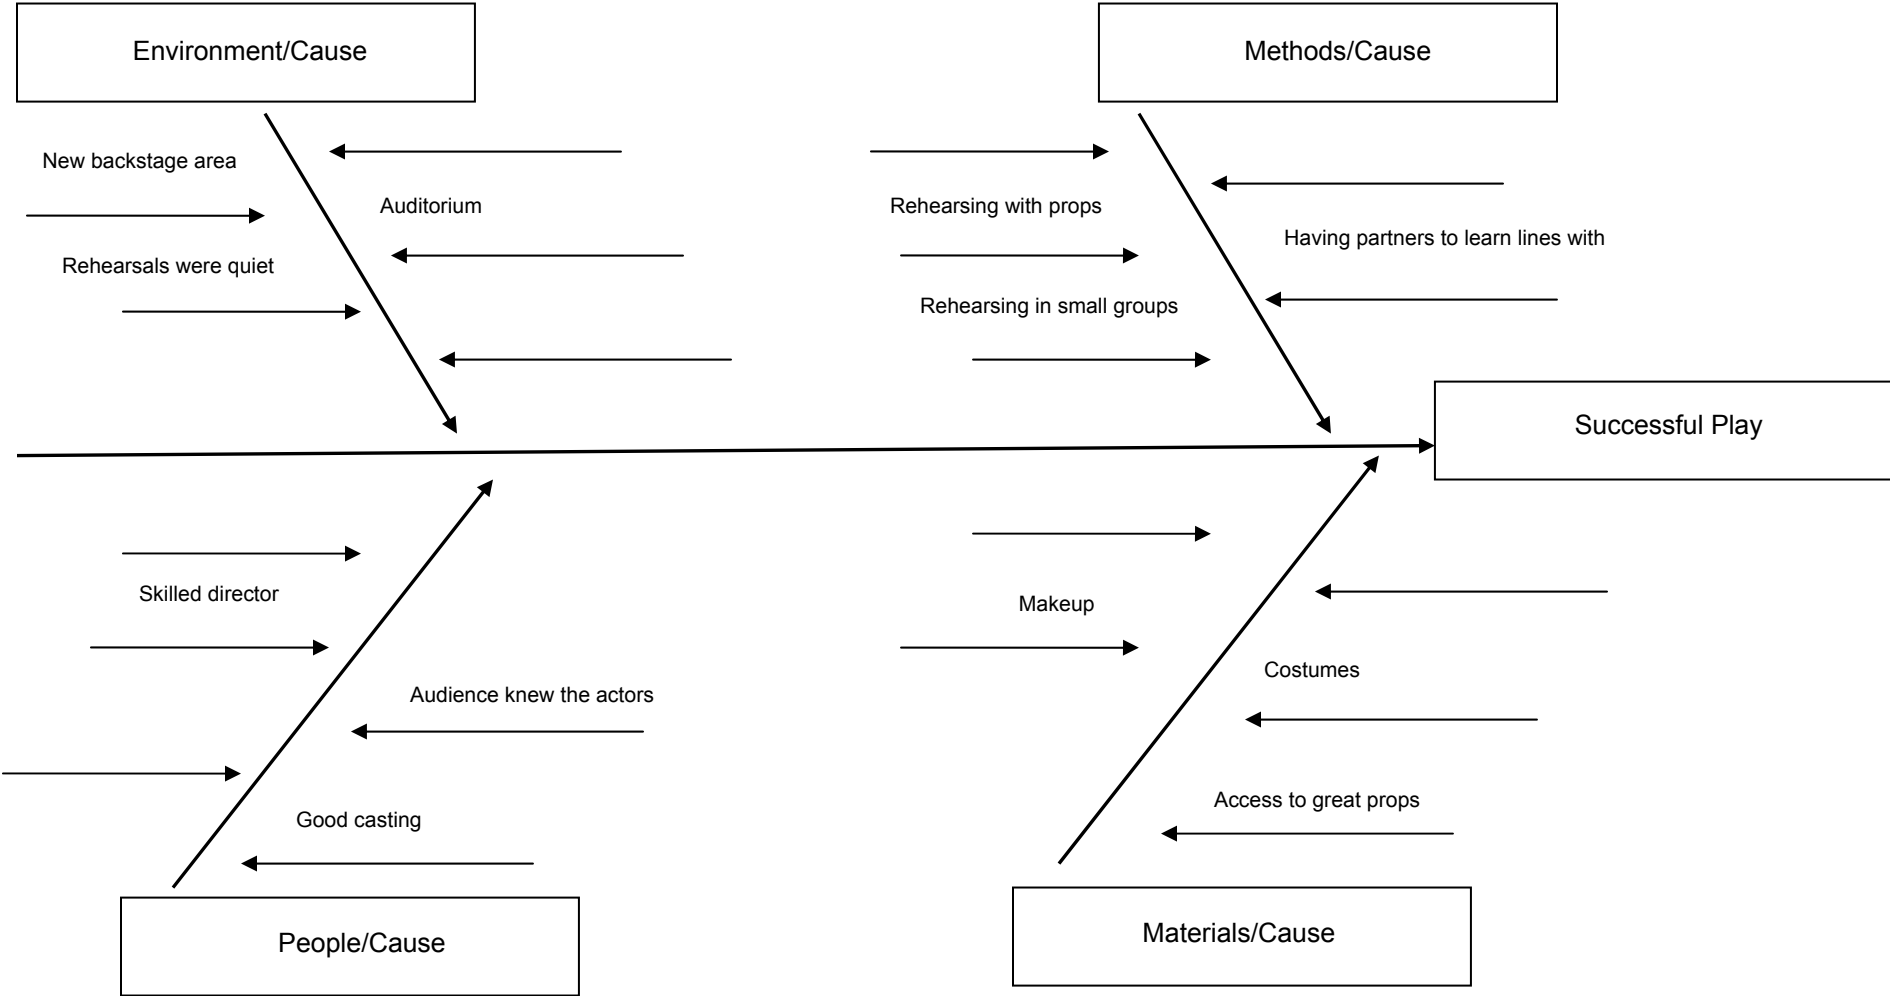 Environment/Cause
Methods/Cause
New backstage area
Auditorium
Rehearsals were quiet
Rehearsing with props
Having partners to learn lines with
Rehearsing in small groups
Successful Play
Skilled director
Audience knew the actors
Good casting
Makeup
Costumes
Access to great props
People/Cause
Materials/Cause